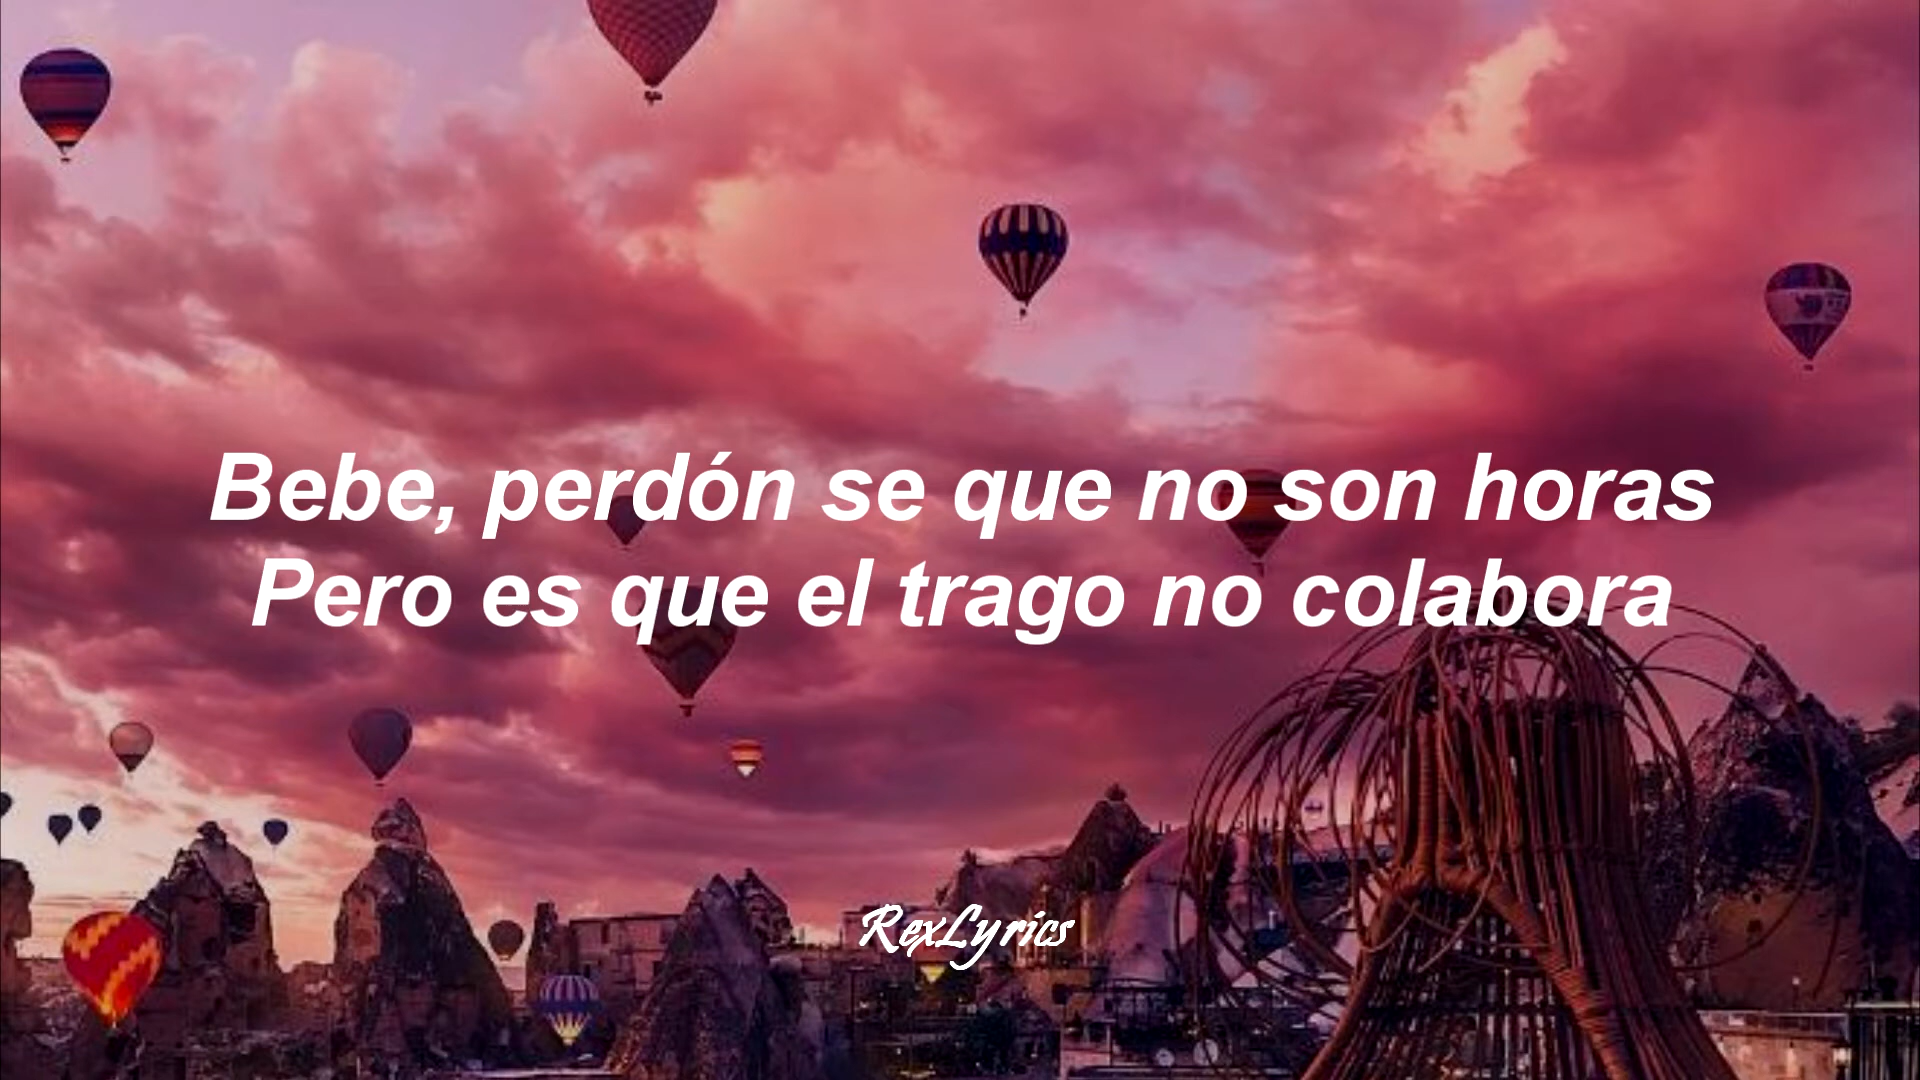 Bebe, perdón se que no son horas
Pero es que el trago no colabora
RexLyrics